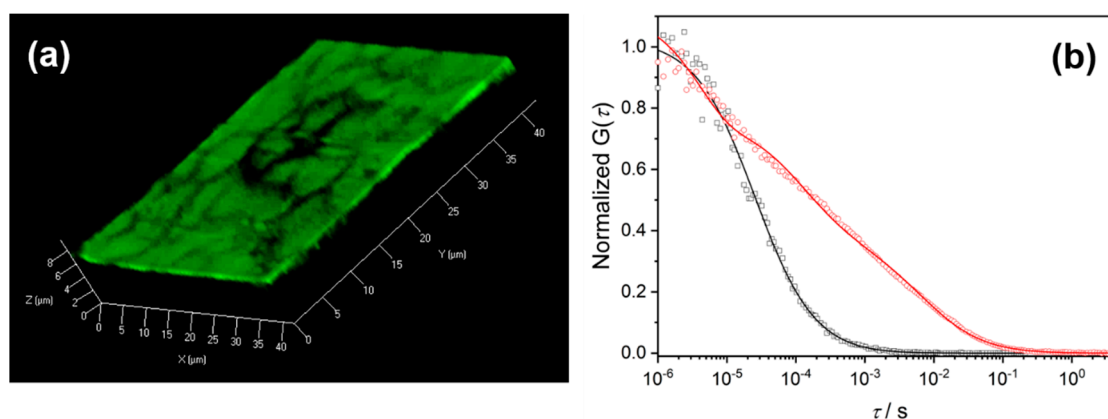 (a)
Z (µm)
8
6
4
2
0
0 5 10 15 20 25 30 35 40
X (µm)
0 5 10 15 20 25 30 35 40
Y (µm)
(b)
Normalized G(τ)
1.0
0.8
0.6
0.4
0.2
0.0
10⁻⁶ 10⁻⁵ 10⁻⁴ 10⁻³ 10⁻² 10⁻¹ 10⁰
τ / s